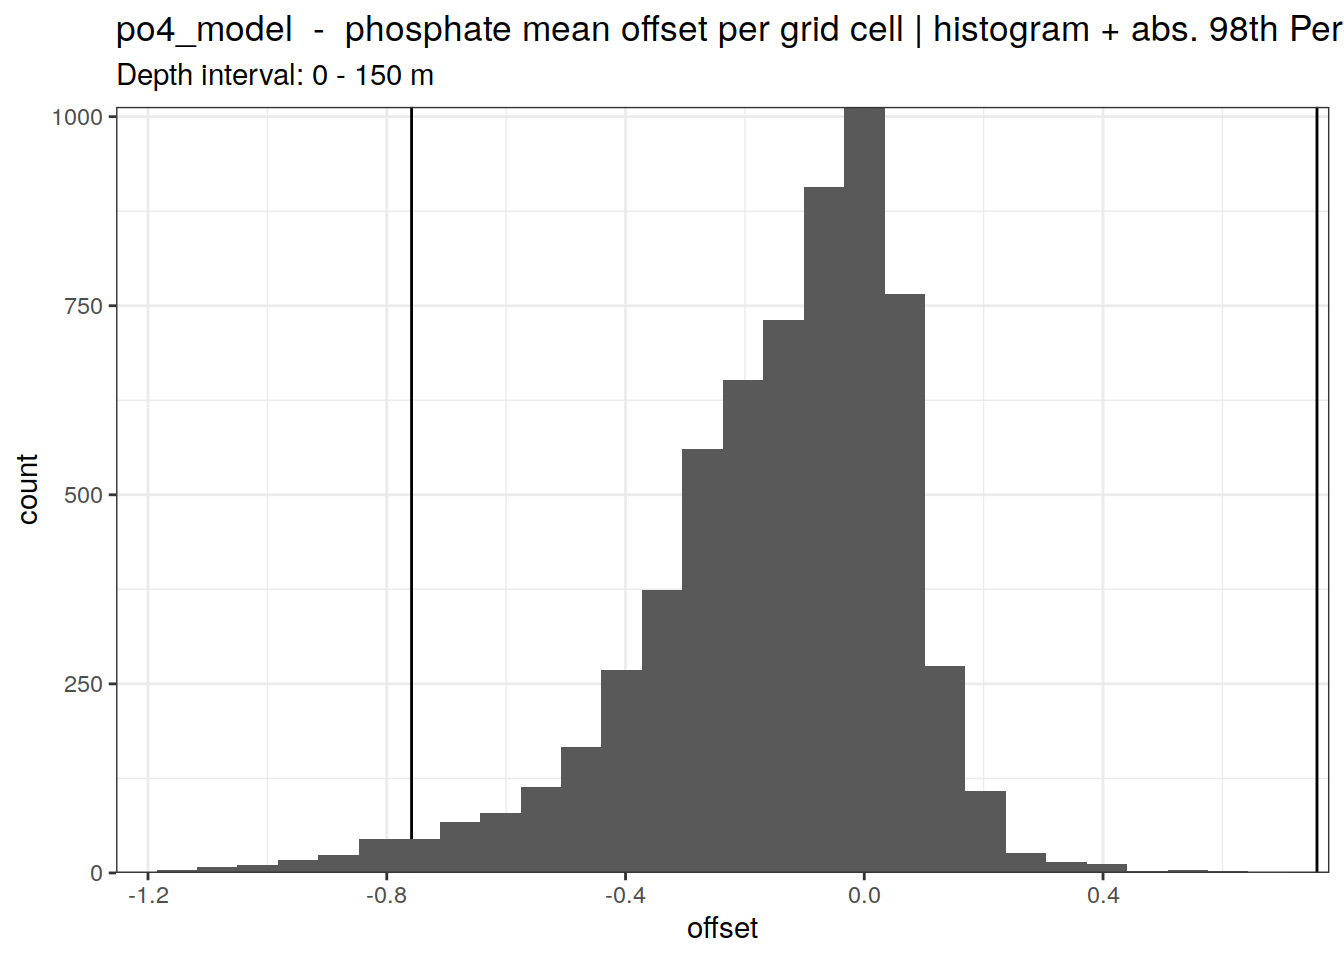 po4_model  -  phosphate mean offset per grid cell | histogram + abs. 98th Per
Depth interval: 0 - 150 m
1000
750
500
250
0
count
-1.2 -0.8 -0.4 0.0 0.4
offset